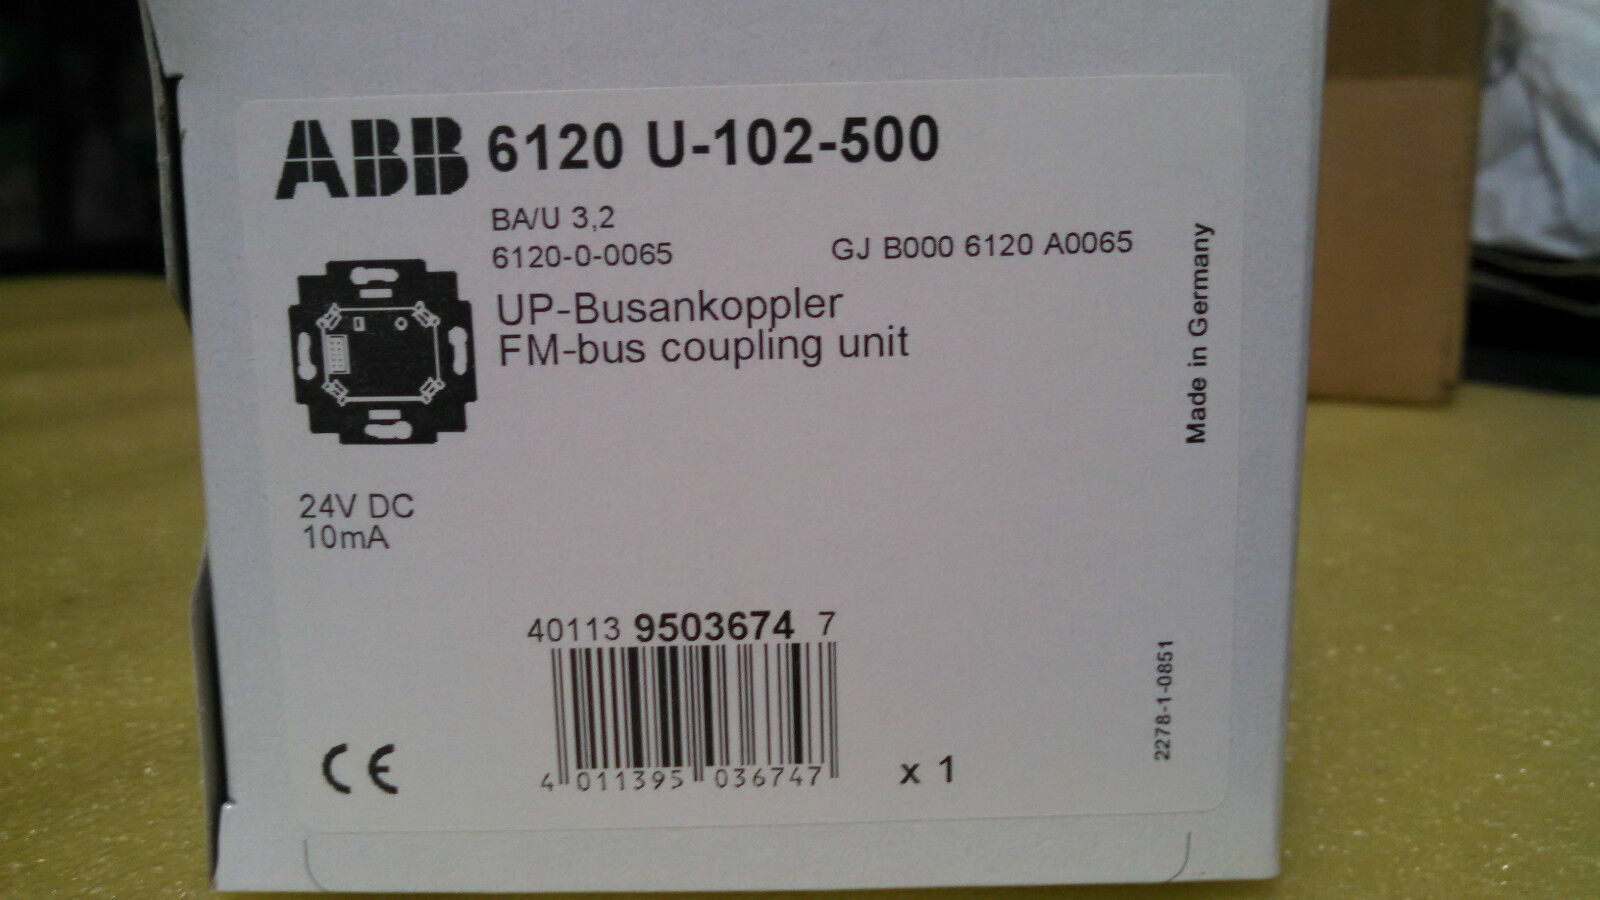 ABB 6120 U-102-500
BA/U 3,2
6120-0-0065 GJ B000 6120 A0065
UP-Busankoppler
FM-bus coupling unit
Made in Germany
24V DC
10mA
40113 9503674 7
4 011395 036747
CE
x 1
2278-1-0851